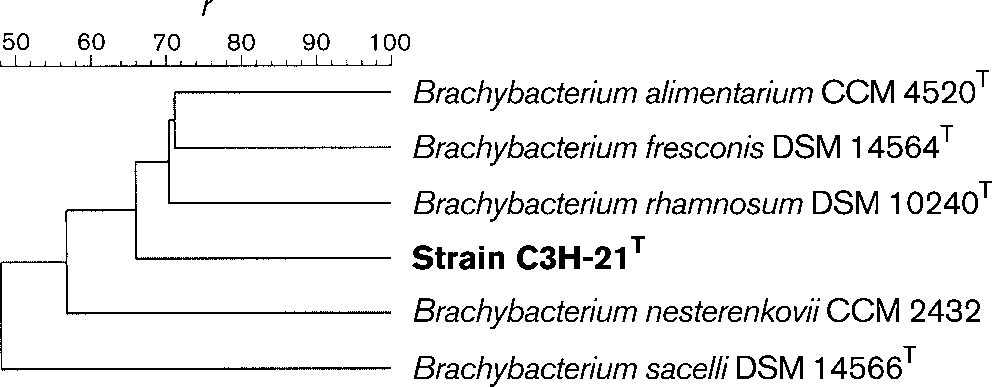 r
50 60 70 80 90 100
Brachybacterium alimentarium CCM 4520T
Brachybacterium fresconis DSM 14564T
Brachybacterium rhamnosum DSM 10240T
Strain C3H-21T
Brachybacterium nesterenkovii CCM 2432
Brachybacterium sacelli DSM 14566T